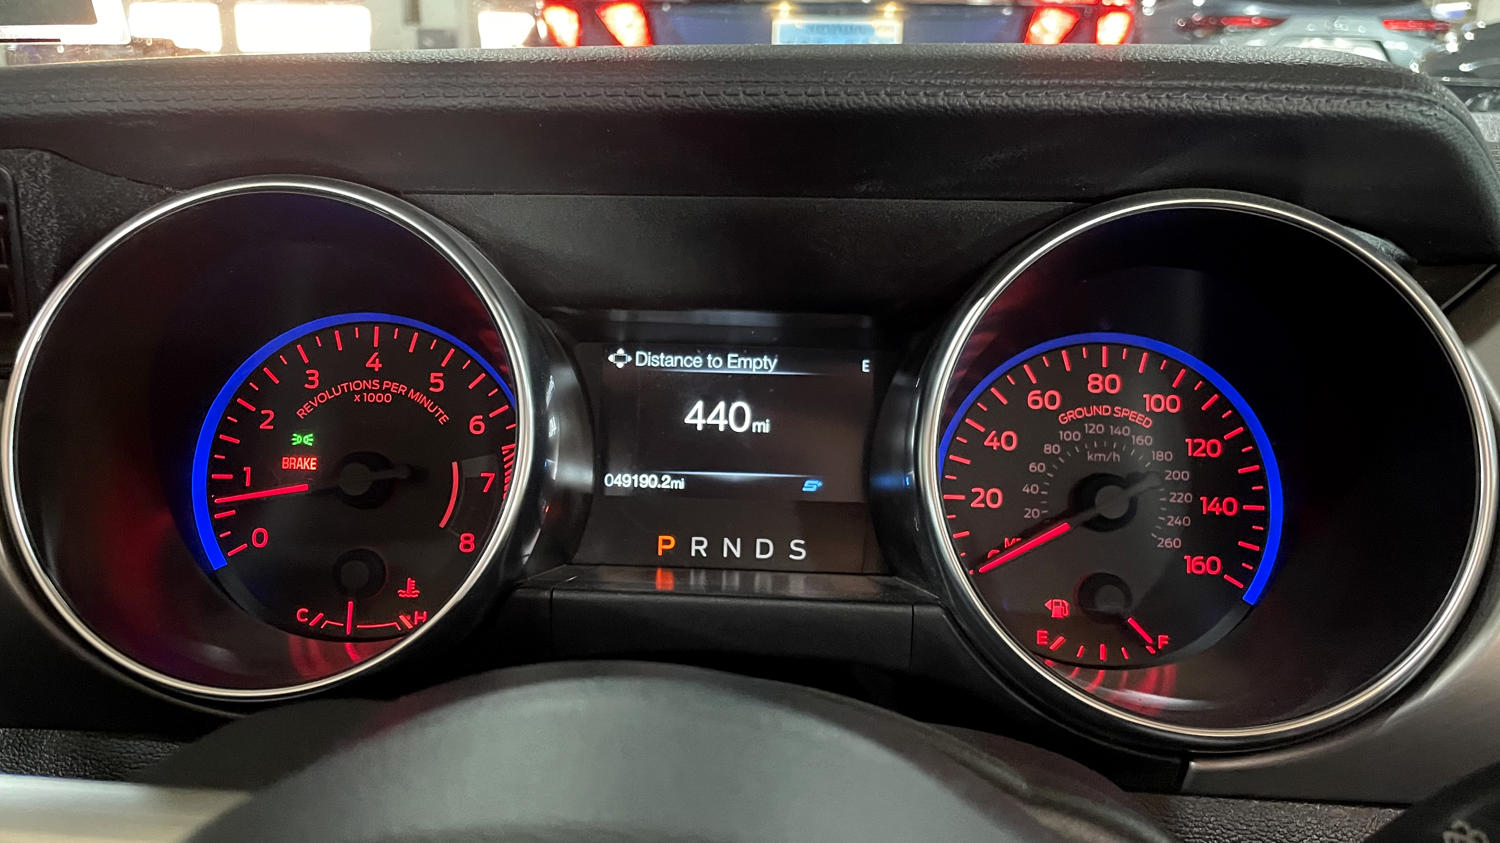 Distance to Empty E
440 mi
049190.2mi S+
P R N D S
0 1 2 3 4 5 6 7 8
REVOLUTIONS PER MINUTE
x1000
BRAKE
C H
20 40 60 80 100 120 140 160
GROUND SPEED
20 40 60 80 100 120 140 160 180 200 220 240 260
km/h
E F